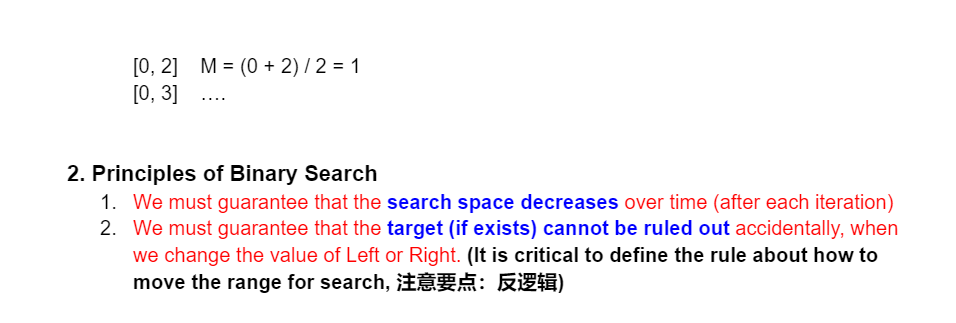 [0, 2] M = (0 + 2) / 2 = 1
[0, 3] ....
2. Principles of Binary Search
1. We must guarantee that the search space decreases over time (after each iteration)
2. We must guarantee that the target (if exists) cannot be ruled out accidentally, when
we change the value of Left or Right. (It is critical to define the rule about how to
move the range for search, 注意要点：反逻辑)